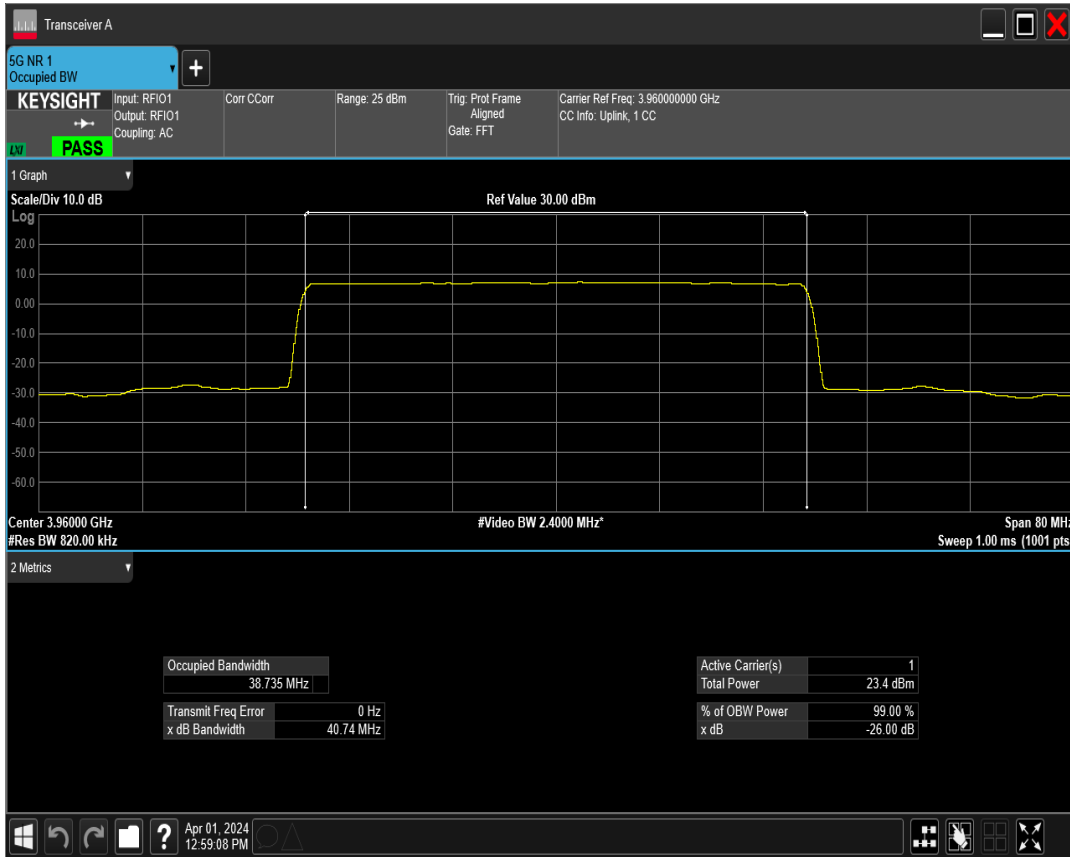 Transceiver A
5G NR 1
Occupied BW
KEYSIGHT
LXI
PASS
Input: RFIO1
Output: RFIO1
Coupling: AC
Corr CCorr
Range: 25 dBm
Trig: Prot Frame
Aligned
Gate: FFT
Carrier Ref Freq: 3.960000000 GHz
CC Info: Uplink, 1 CC
1 Graph
Scale/Div 10.0 dB
Ref Value 30.00 dBm
Log
20.0
10.0
0.00
-10.0
-20.0
-30.0
-40.0
-50.0
-60.0
Center 3.96000 GHz
#Video BW 2.4000 MHz*
Span 80 MHz
#Res BW 820.00 kHz
Sweep 1.00 ms (1001 pts
2 Metrics
Occupied Bandwidth
38.735 MHz
Transmit Freq Error 0 Hz
x dB Bandwidth 40.74 MHz
Active Carrier(s) 1
Total Power 23.4 dBm
% of OBW Power 99.00 %
x dB -26.00 dB
?
Apr 01, 2024
12:59:08 PM